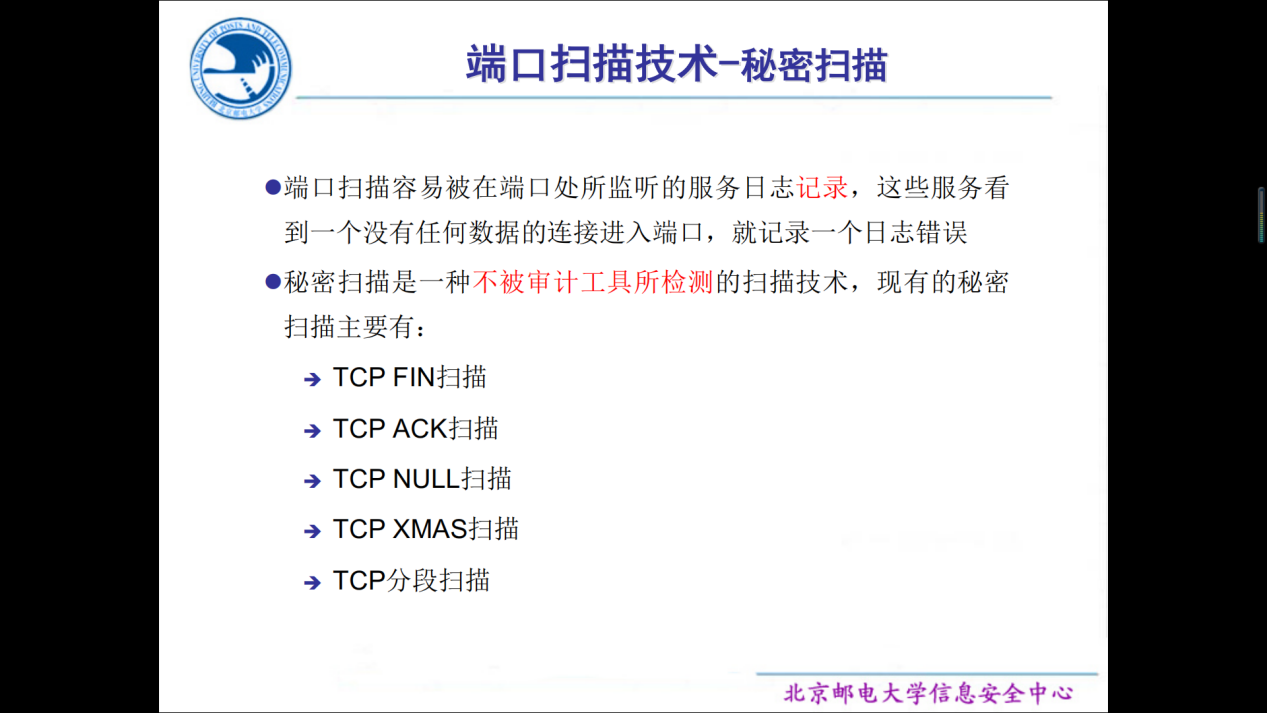 端口扫描技术-秘密扫描
端口扫描容易被在端口处所监听的服务日志记录，这些服务看
到一个没有任何数据的连接进入端口，就记录一个日志错误
秘密扫描是一种不被审计工具所检测的扫描技术，现有的秘密
扫描主要有：
TCP FIN扫描
TCP ACK扫描
TCP NULL扫描
TCP XMAS扫描
TCP分段扫描
北京邮电大学信息安全中心